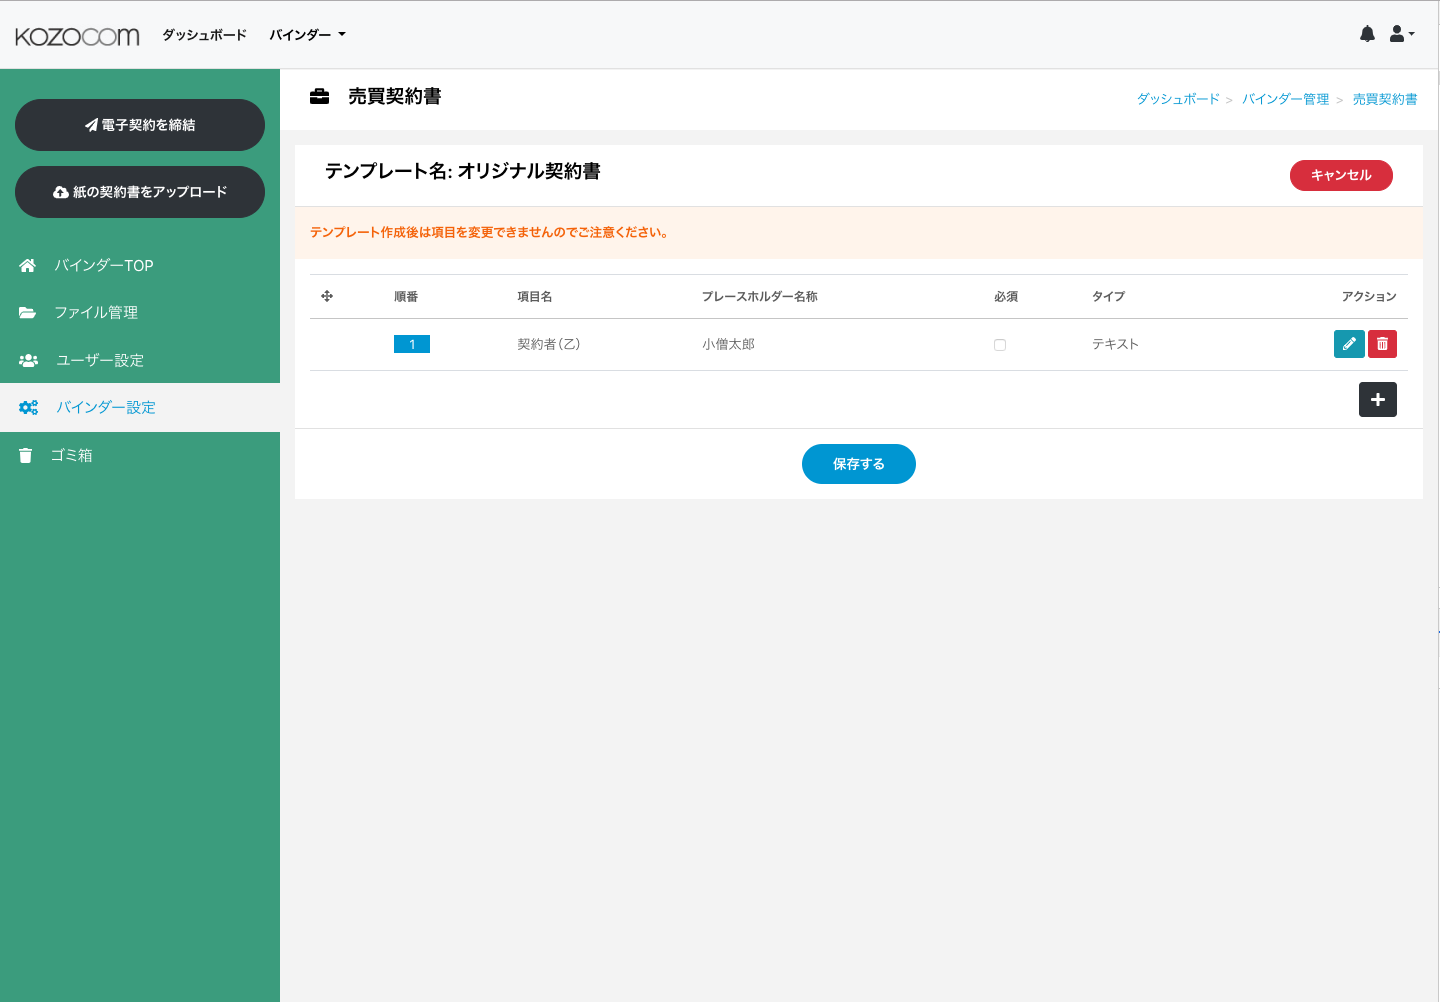 KOZOCOM ダッシュボード バインダー
電子契約を締結
紙の契約書をアップロード
バインダーTOP
ファイル管理
ユーザー設定
バインダー設定
ゴミ箱
売買契約書
ダッシュボード > バインダー管理 > 売買契約書
テンプレート名: オリジナル契約書
キャンセル
テンプレート作成後は項目を変更できませんのでご注意ください。
順番 項目名 プレースホルダー名称 必須 タイプ アクション
1 契約者(乙) 小僧太郎 テキスト
保存する